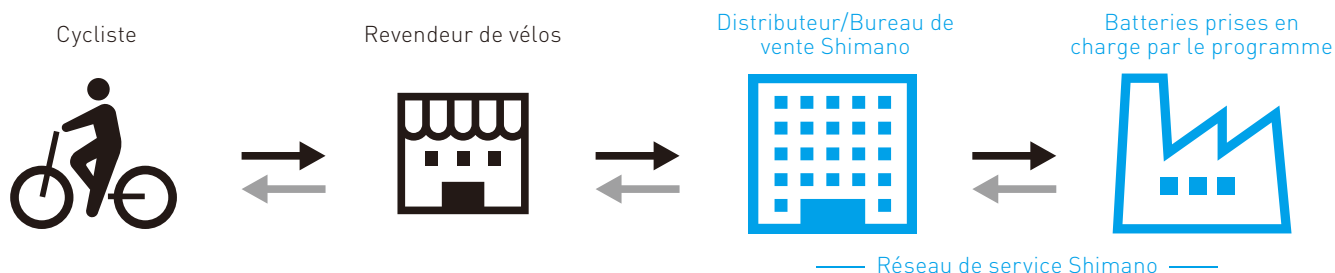 Cycliste
Revendeur de vélos
Distributeur/Bureau de
vente Shimano
Batteries prises en
charge par le programme
Réseau de service Shimano